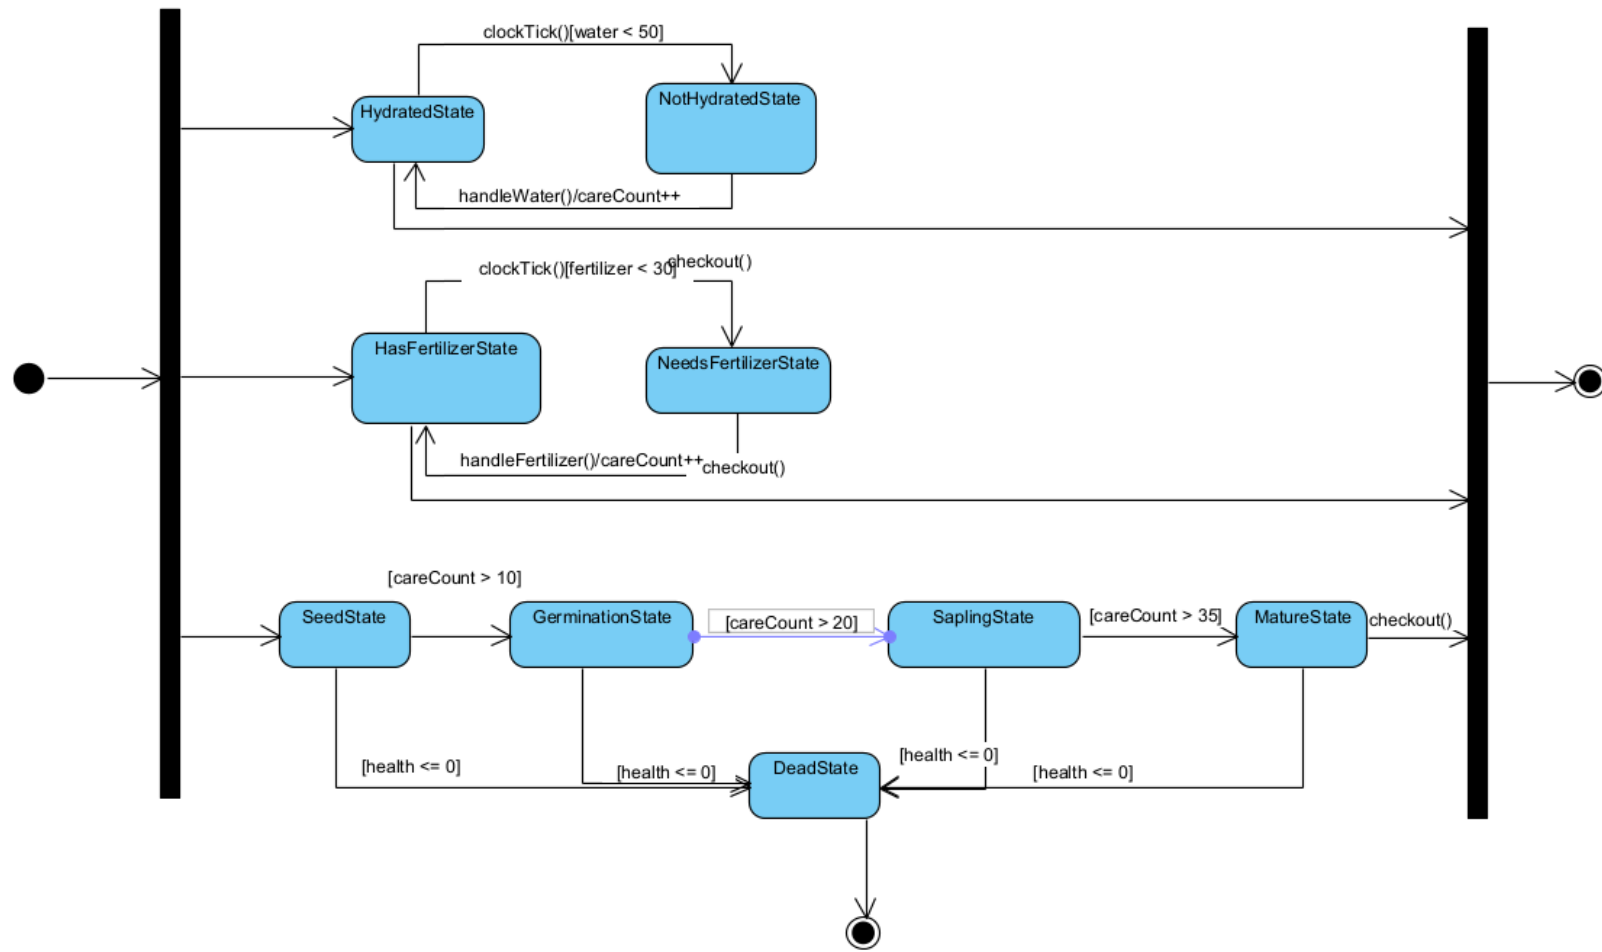 clockTick()[water < 50]
HydratedState
NotHydratedState
handleWater()/careCount++
clockTick()[fertilizer < 30]
checkout()
HasFertilizerState
NeedsFertilizerState
handleFertilizer()/careCount++
checkout()
[careCount > 10]
SeedState
GerminationState
[careCount > 20]
SaplingState
[careCount > 35]
MatureState
checkout()
[health <= 0]
[health <= 0]
DeadState
[health <= 0]
[health <= 0]